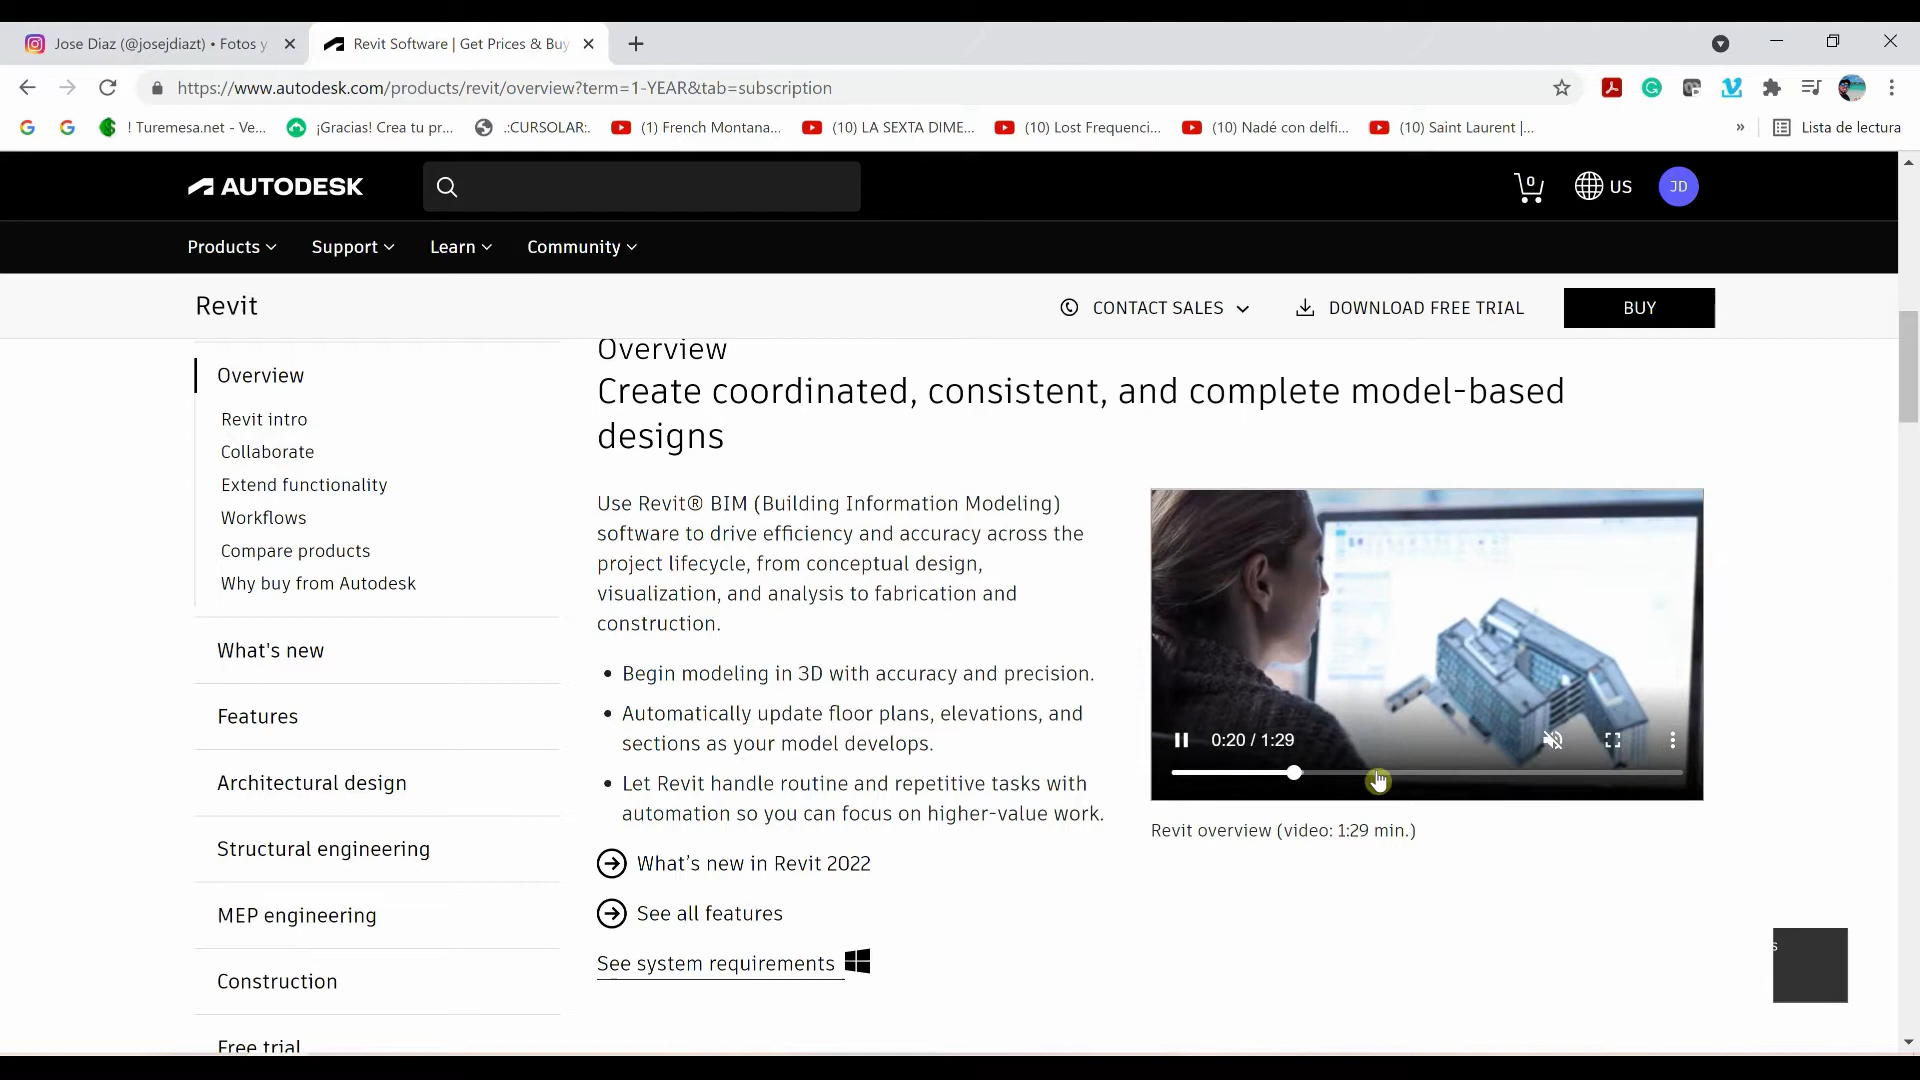 Jose Diaz (@josejdiazt) • Fotos y
Revit Software | Get Prices & Buy
https://www.autodesk.com/products/revit/overview?term=1-YEAR&tab=subscription
! Turemesa.net - Ve...
¡Gracias! Crea tu pr...
.:CURSOLAR:.
(1) French Montana...
(10) LA SEXTA DIME...
(10) Lost Frequenci...
(10) Nadé con delfi...
(10) Saint Laurent |...
»
Lista de lectura
AUTODESK
0
US
JD
Products
Support
Learn
Community
Revit
CONTACT SALES
DOWNLOAD FREE TRIAL
BUY
Overview
Revit intro
Collaborate
Extend functionality
Workflows
Compare products
Why buy from Autodesk
What's new
Features
Architectural design
Structural engineering
MEP engineering
Construction
Free trial
Overview
Create coordinated, consistent, and complete model-based
designs
Use Revit® BIM (Building Information Modeling)
software to drive efficiency and accuracy across the
project lifecycle, from conceptual design,
visualization, and analysis to fabrication and
construction.
• Begin modeling in 3D with accuracy and precision.
• Automatically update floor plans, elevations, and
sections as your model develops.
• Let Revit handle routine and repetitive tasks with
automation so you can focus on higher-value work.
What's new in Revit 2022
See all features
See system requirements
0:20 / 1:29
Revit overview (video: 1:29 min.)
s